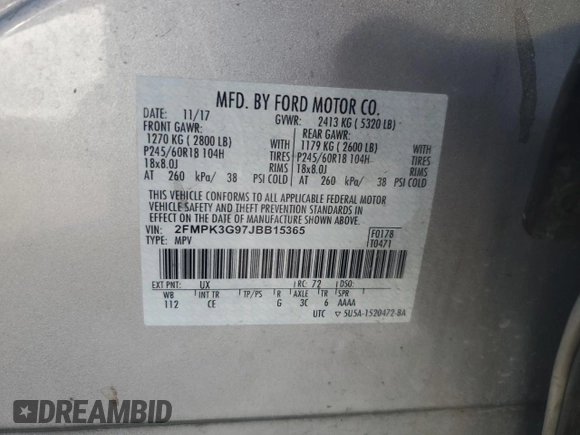 MFD. BY FORD MOTOR CO.
DATE: 11/17 GVWR: 2413 KG ( 5320 LB)
FRONT GAWR: REAR GAWR:
1270 KG ( 2800 LB) WITH 1179 KG ( 2600 LB) WITH
P245/60R18 104H TIRES P245/60R18 104H TIRES
18x8.0J RIMS 18x8.0J RIMS
AT 260 kPa/ 38 PSI COLD AT 260 kPa/ 38 PSI COLD
THIS VEHICLE CONFORMS TO ALL APPLICABLE FEDERAL MOTOR
VEHICLE SAFETY AND THEFT PREVENTION STANDARDS IN
EFFECT ON THE DATE OF MANUFACTURE SHOWN ABOVE.
VIN: 2FMPK3G97JBB15365 F0178
TYPE: MPV T0471
EXT PNT: UX RC: 72 DSO:
WB INT TR TP/PS R AXLE TR SPR
112 CE G 3C 6 AAAA
UTC ▽ 5U5A-1520472-BA
DREAMBID